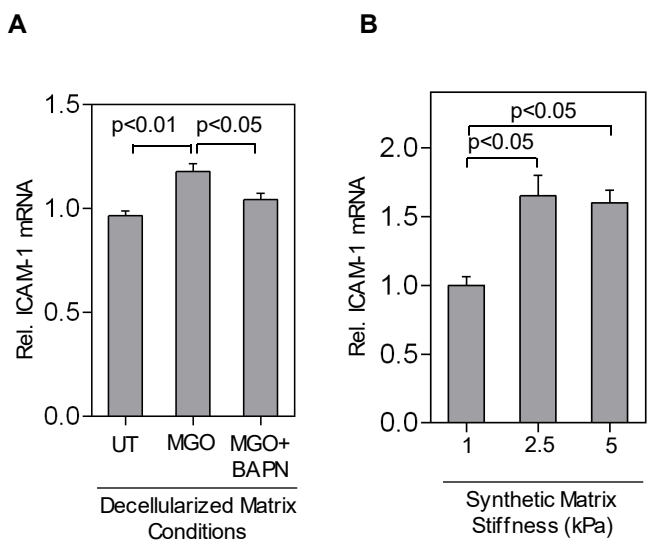 A
Rel. ICAM-1 mRNA
1.5
1.0
0.5
0.0
p<0.01 p<0.05
UT MGO MGO+
BAPN
Decellularized Matrix
Conditions
B
Rel. ICAM-1 mRNA
2.0
1.5
1.0
0.5
0.0
p<0.05
p<0.05
1 2.5 5
Synthetic Matrix
Stiffness (kPa)